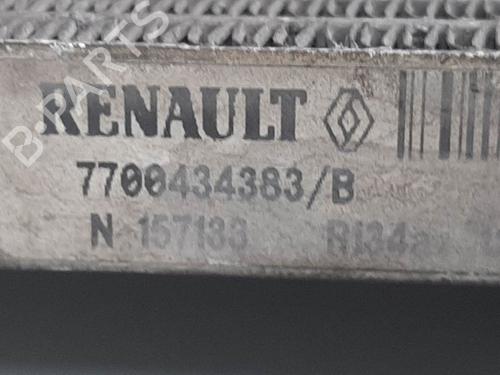 RENAULT
7700434383/B
N 157133 R134a
B-PARTS